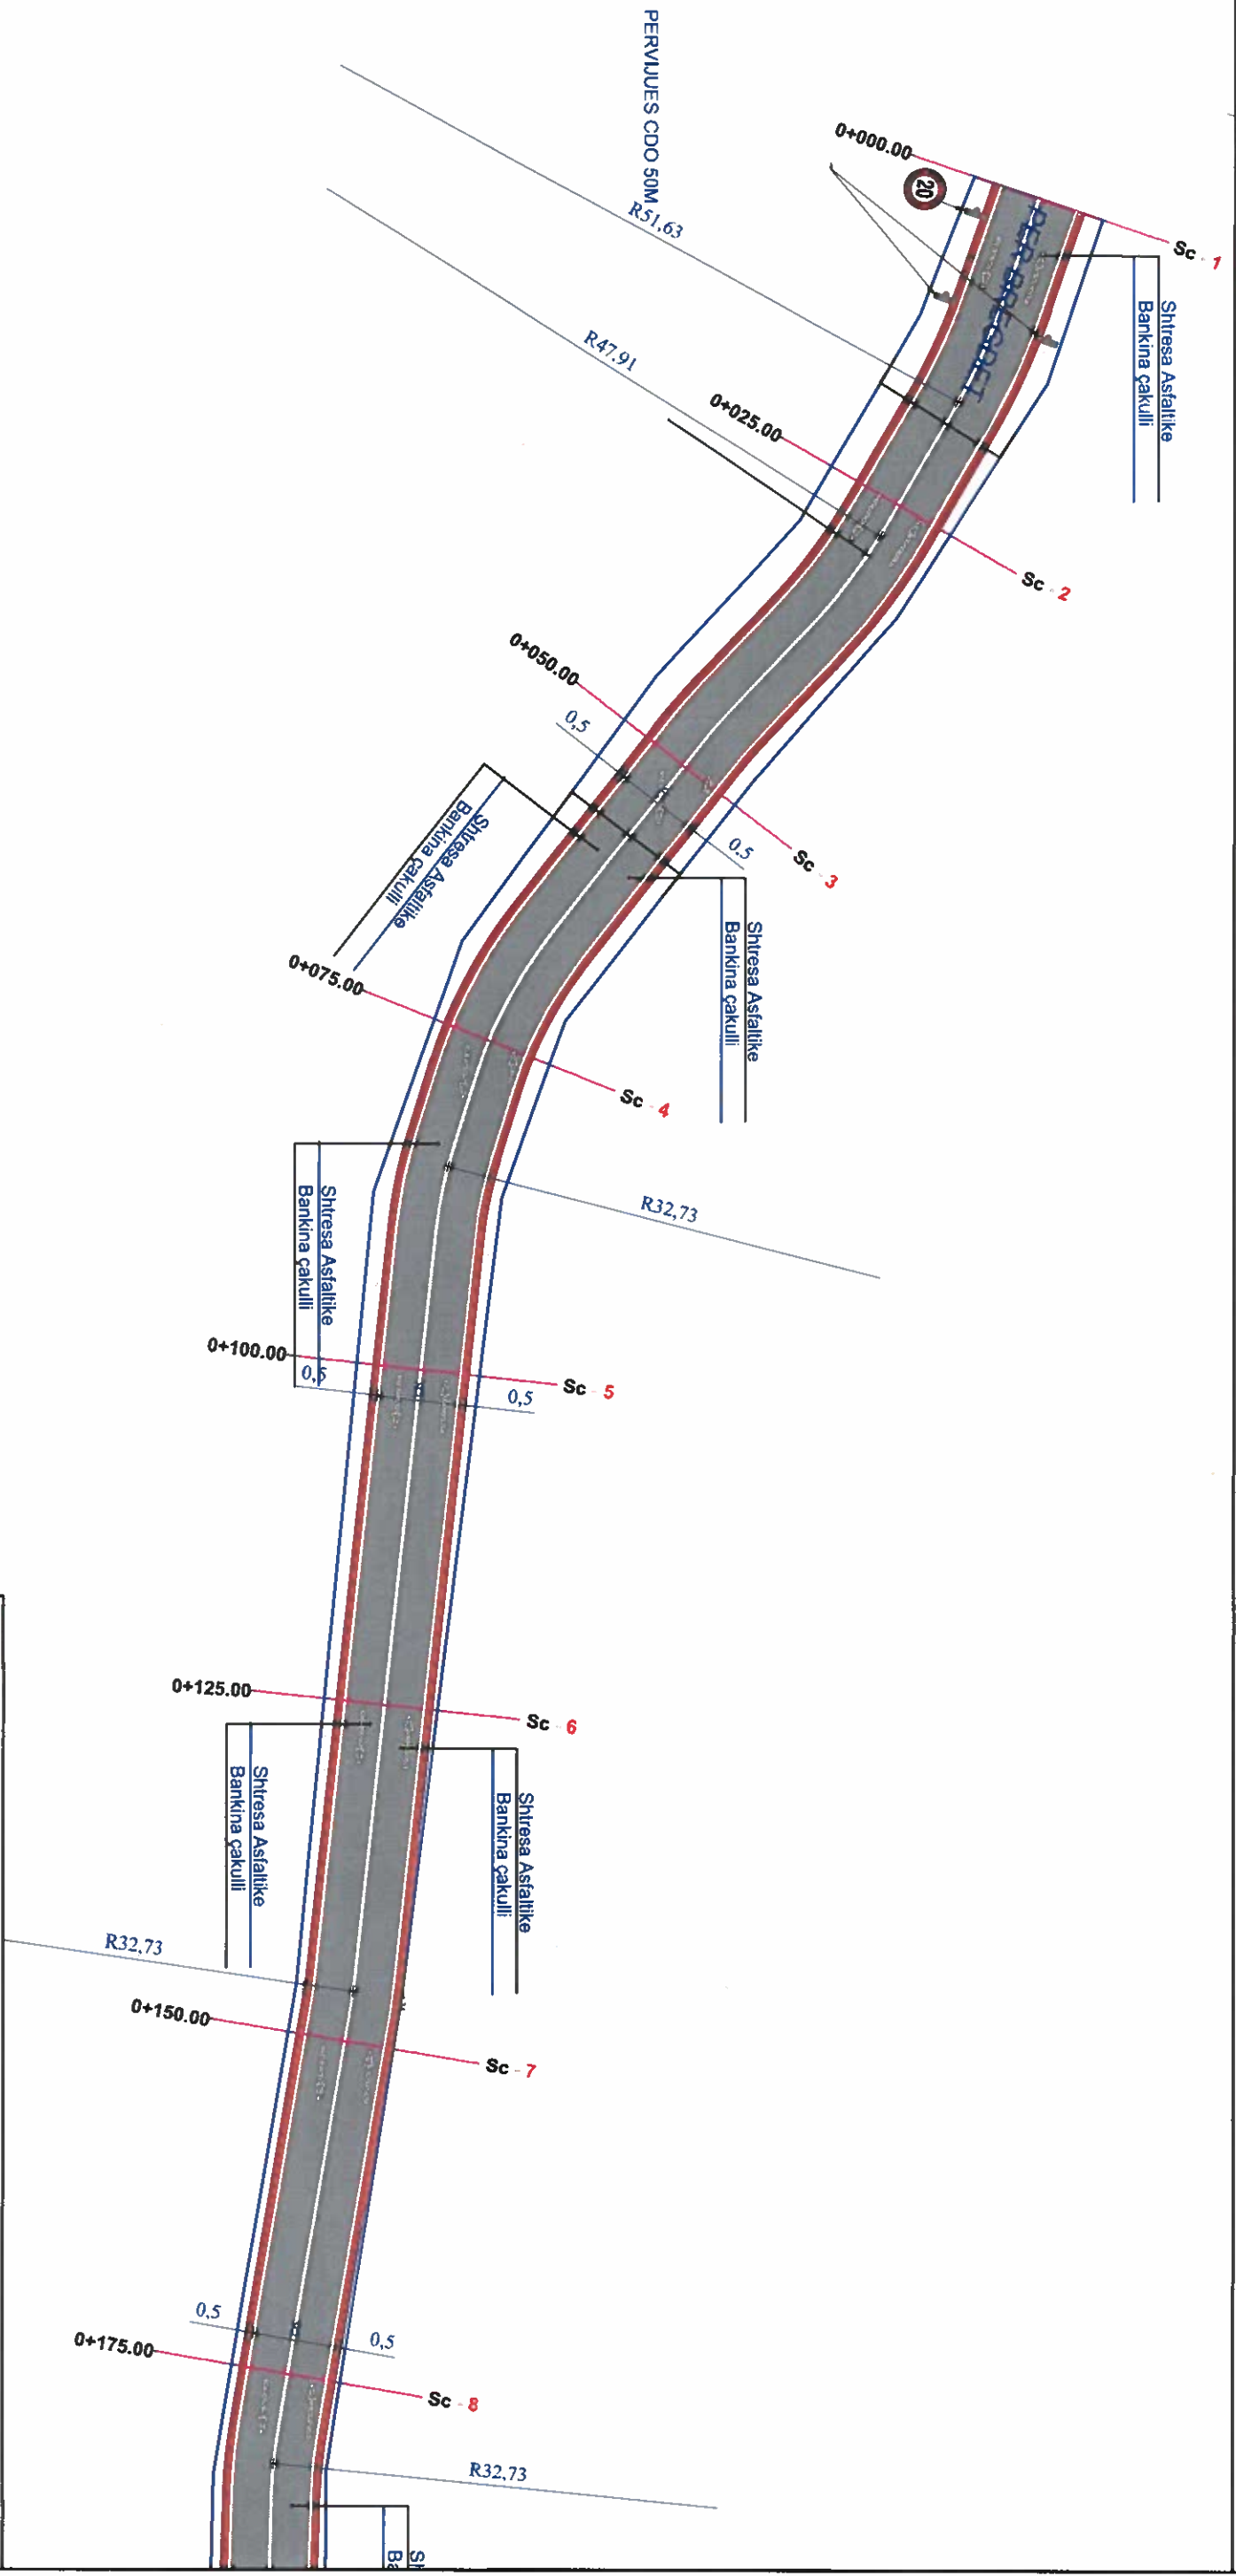 PERVIJUES CDO 50M
0+000.00
20
Sc - 1
PER BREGDET
Shtresa Asfaltike
Bankina çakulli
R51,63
R47.91
0+025.00
Sc - 2
0+050.00
0,5
0.5
Sc - 3
Shtresa Asfaltike
Bankina çakulli
Shtresa Asfaltike
Bankina çakulli
0+075.00
Sc - 4
R32,73
Shtresa Asfaltike
Bankina çakulli
0+100.00
0,5
0,5
Sc - 5
0+125.00
Sc - 6
Shtresa Asfaltike
Bankina çakulli
Shtresa Asfaltike
Bankina çakulli
R32,73
0+150.00
Sc - 7
0,5
0,5
0+175.00
Sc - 8
R32,73
Sh
Ba